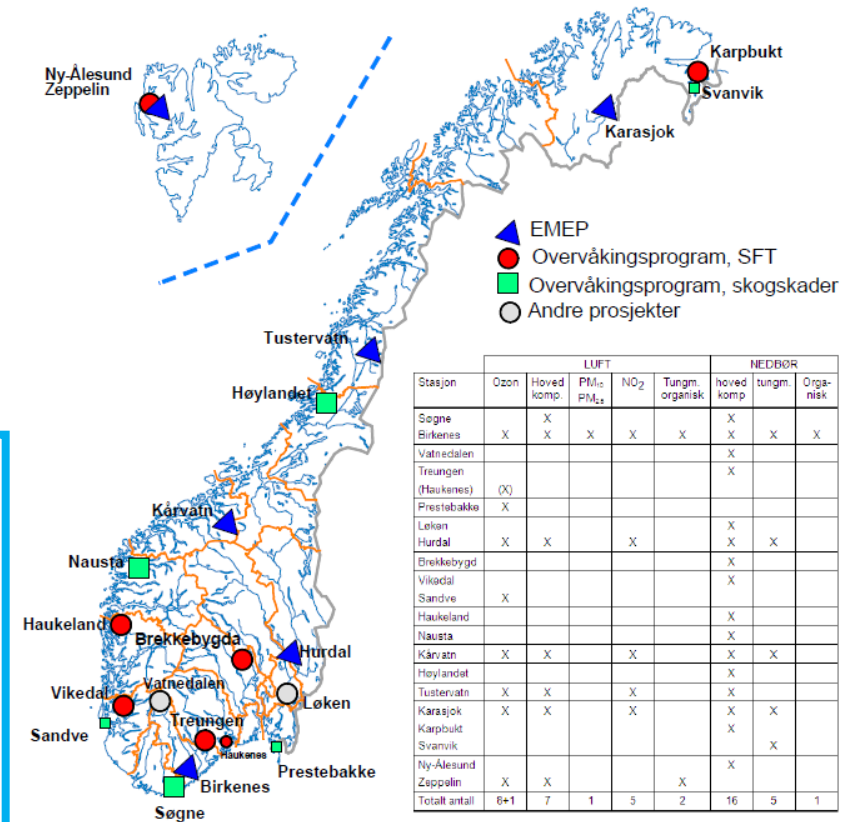 Ny-Ålesund
Zeppelin
Karpbukt
Svanvik
Karasjok
EMEP
Overvåkingsprogram, SFT
Overvåkingsprogram, skogskader
Andre prosjekter
Tustervatn
Høylandet
Kårvatn
Nausta
Haukeland
Brekkebygda
Hurdal
Vikedal
Vatnedalen
Løken
Treungen
Sandve
Haukenes
Prestebakke
Birkenes
Søgne
LUFT NEDBØR
Stasjon Ozon Hoved komp. PM10 PM2.5 NO2 Tungm. organisk hoved komp tungm. Orga-nisk
Søgne X X
Birkenes X X X X X X X X
Vatnedalen X
Treungen X
(Haukenes) (X)
Prestebakke X
Løken X
Hurdal X X X X X
Brekkebygd X
Vikedal X
Sandve X
Haukeland X
Nausta X
Kårvatn X X X X X
Høylandet X
Tustervatn X X X X
Karasjok X X X X X
Karpbukt X
Svanvik X
Ny-Ålesund X
Zeppelin X X X
Totalt antall 8+1 7 1 5 2 16 5 1